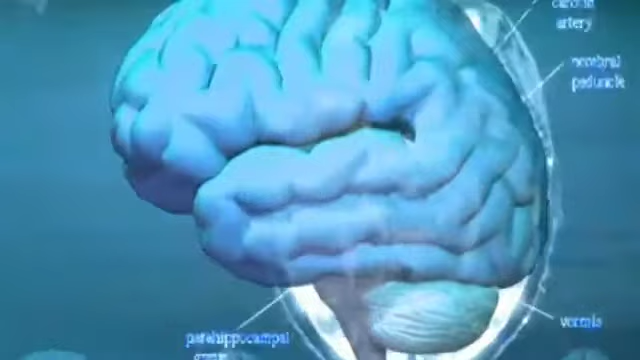 artery
cerebral
peduncle
vermis
parahippocampal